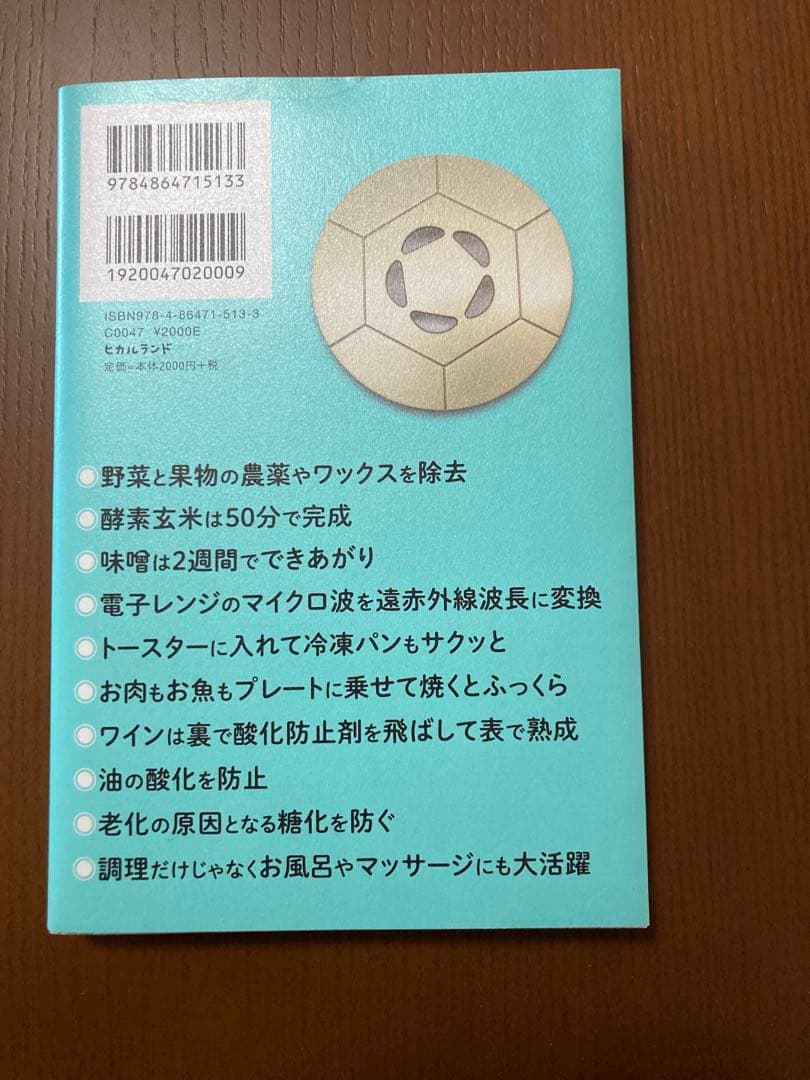 9784864715133
1920047020009
ISBN978-4-86471-513-3
C0047 ¥2000E
ヒカルランド
定価=本体2000円+税
◉野菜と果物の農薬やワックスを除去
◉酵素玄米は50分で完成
◉味噌は2週間でできあがり
◉電子レンジのマイクロ波を遠赤外線波長に変換
◉トースターに入れて冷凍パンもサクッと
◉お肉もお魚もプレートに乗せて焼くとふっくら
◉ワインは裏で酸化防止剤を飛ばして表で熟成
◉油の酸化を防止
◉老化の原因となる糖化を防ぐ
◉調理だけじゃなくお風呂やマッサージにも大活躍